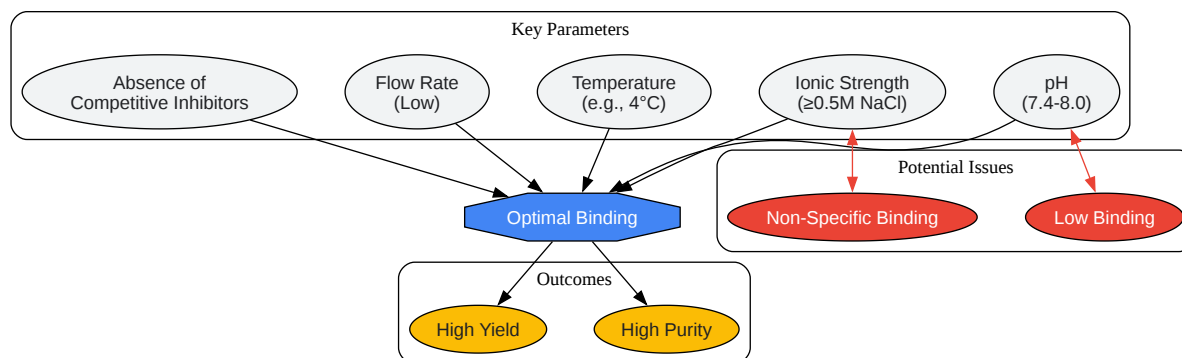 Key Parameters
Absence of
Competitive Inhibitors
Flow Rate
(Low)
Temperature
(e.g., 4°C)
Ionic Strength
(≥0.5M NaCl)
pH
(7.4-8.0)
Potential Issues
Optimal Binding
Non-Specific Binding
Low Binding
Outcomes
High Yield
High Purity